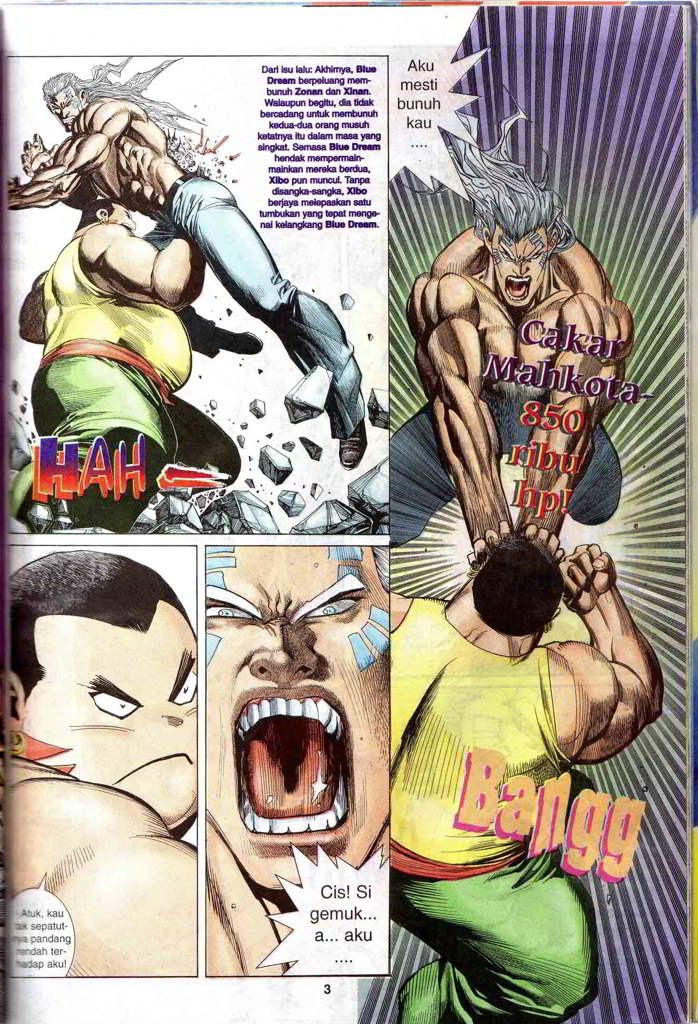 Dari isu lalu: Akhirnya, Blue
Dream berpeluang mem-
bunuh Zonan dan Xinan.
Walaupun begitu, dia tidak
bercadang untuk membunuh
kedua-dua orang musuh
ketatnya itu dalam masa yang
singkat. Semasa Blue Dream
hendak mempermain-
mainkan mereka berdua,
Xibo pun muncul. Tanpa
disangka-sangka, Xibo
berjaya melepaskan satu
tumbukan yang tepat menge-
nai kelangkang Blue Dream.
HAH
Atuk, kau
tak sepatut-
nya pandang
rendah ter-
hadap aku!
Cis! Si
gemuk...
a... aku
....
Aku
mesti
bunuh
kau
....
Cakar
Mahkota-
850
ribu
hp!
Bangg
3